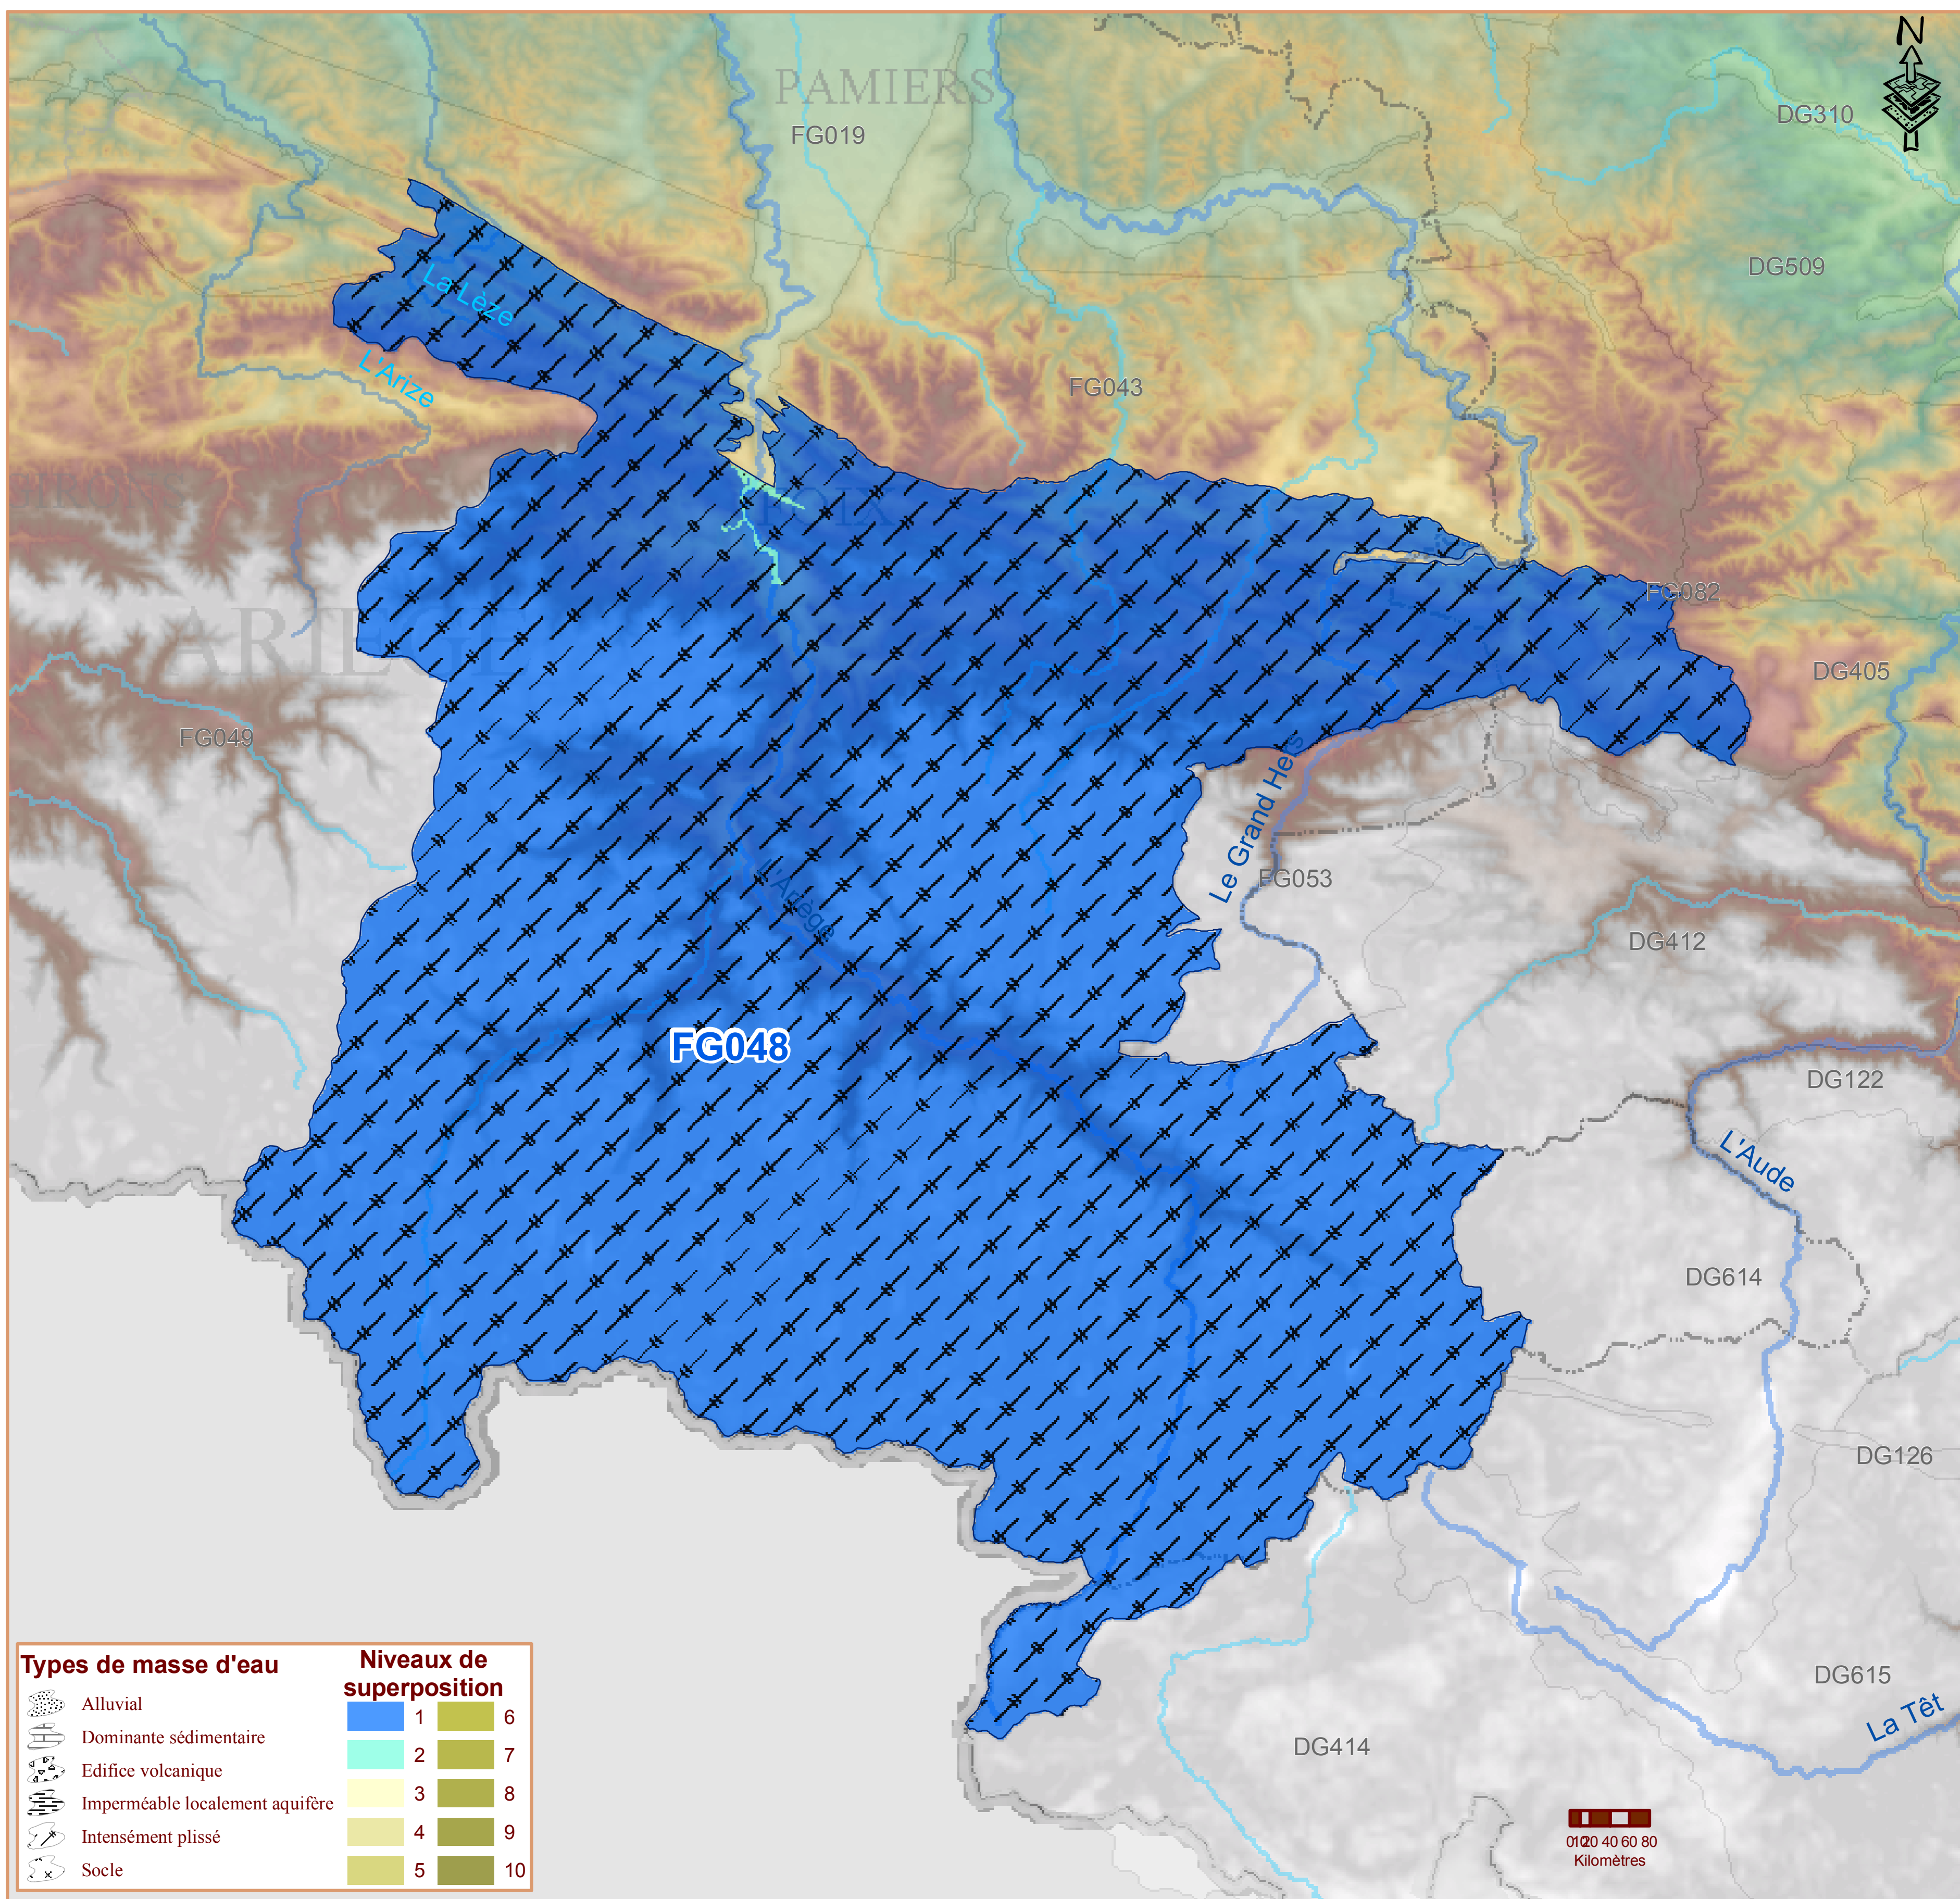 N
PAMIERS
FG019
DG310
DG509
La Lèze
L'Arize
FG043
GIRONS
FOIX
FG082
ARIEGE
DG405
FG049
Le Grand Hers
FG053
L'Ariège
DG412
FG048
DG122
L'Aude
DG614
DG126
DG615
La Têt
DG414
Types de masse d'eau
Alluvial
Dominante sédimentaire
Edifice volcanique
Imperméable localement aquifère
Intensément plissé
Socle
Niveaux de
superposition
1 6
2 7
3 8
4 9
5 10
0 10 20 40 60 80
Kilomètres